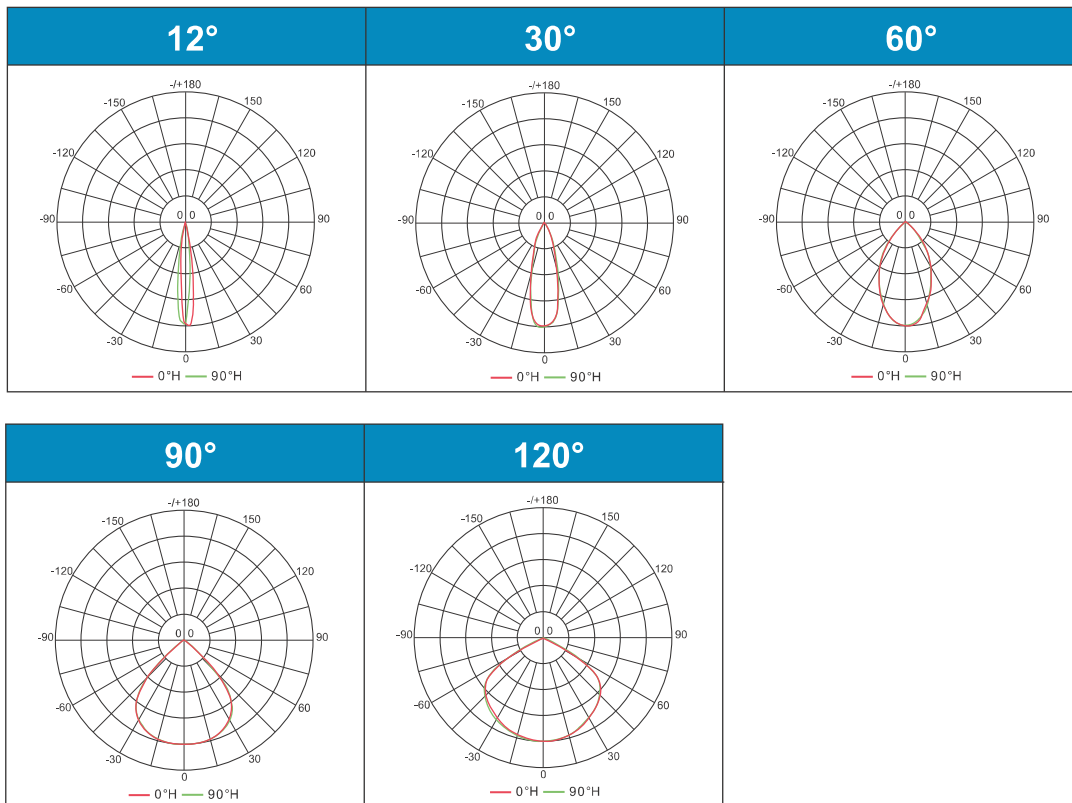 12° 30° 60°
-/+180 -/+180 -/+180
-150 150 -150 150 -150 150
-120 120 -120 120 -120 120
-90 0 0 90 -90 0 0 90 -90 0 0 90
-60 60 -60 60 -60 60
-30 30 -30 30 -30 30
0 0 0
0°H 90°H 0°H 90°H 0°H 90°H
90° 120°
-/+180 -/+180
-150 150 -150 150
-120 120 -120 120
-90 0 0 90 -90 0 0 90
-60 60 -60 60
-30 30 -30 30
0 0
0°H 90°H 0°H 90°H